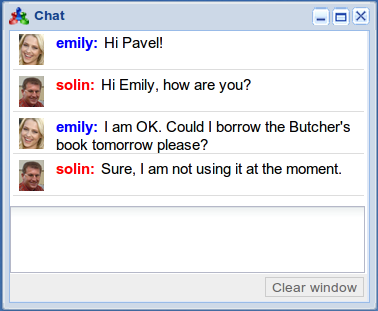 Chat
emily: Hi Pavel!
solin: Hi Emily, how are you?
emily: I am OK. Could I borrow the Butcher's
book tomorrow please?
solin: Sure, I am not using it at the moment.
Clear window